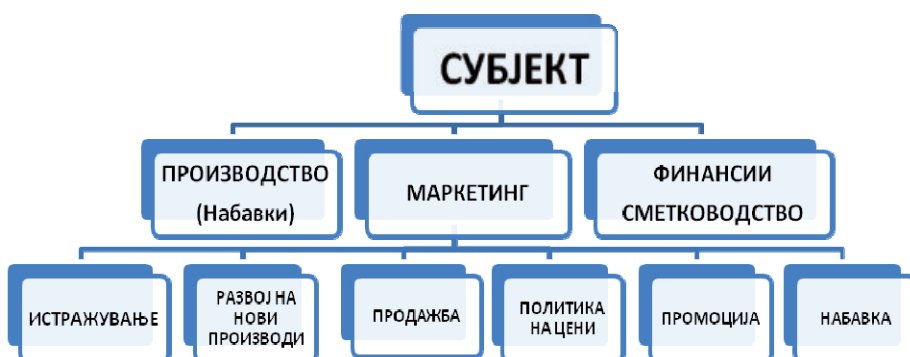 СУБЈЕКТ
ПРОИЗВОДСТВО
(Набавки)
МАРКЕТИНГ
ФИНАНСИИ
СМЕТКОВОДСТВО
ИСТРАЖУВАЊЕ
РАЗВОЈ НА
НОВИ
ПРОИЗВОДИ
ПРОДАЖБА
ПОЛИТИКА
НА ЦЕНИ
ПРОМОЦИЈА
НАБАВКА